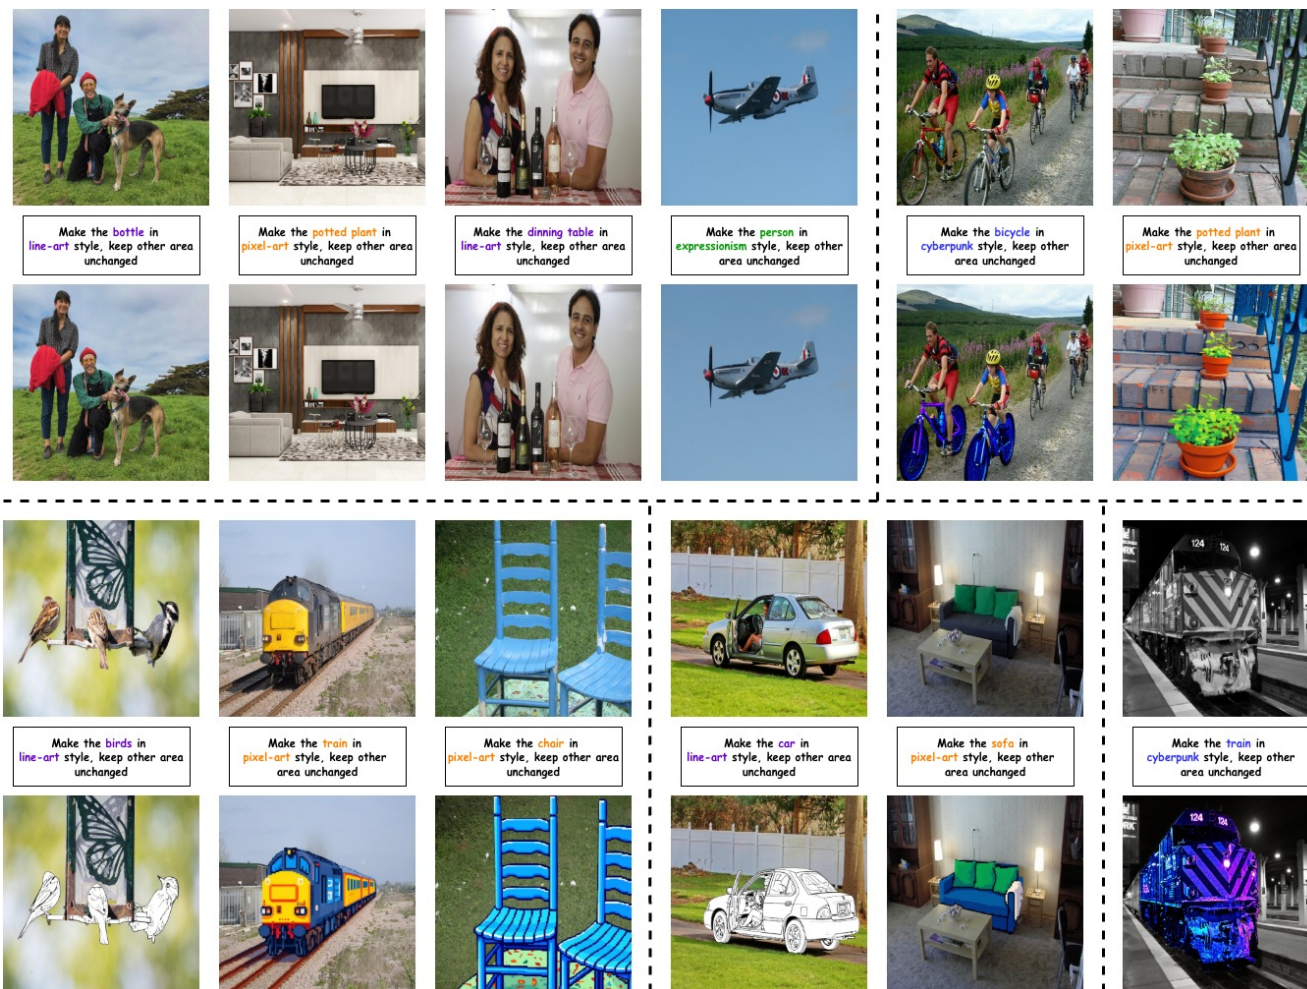 Make the bottle in
line-art style, keep other area
unchanged
Make the potted plant in
pixel-art style, keep other area
unchanged
Make the dinning table in
line-art style, keep other area
unchanged
Make the person in
expressionism style, keep other
area unchanged
Make the bicycle in
cyberpunk style, keep other
area unchanged
Make the potted plant in
pixel-art style, keep other area
unchanged
124 124
Make the birds in
line-art style, keep other area
unchanged
Make the train in
pixel-art style, keep other
area unchanged
Make the chair in
pixel-art style, keep other area
unchanged
Make the car in
line-art style, keep other area
unchanged
Make the sofa in
pixel-art style, keep other
area unchanged
Make the train in
cyberpunk style, keep other
area unchanged
124 124